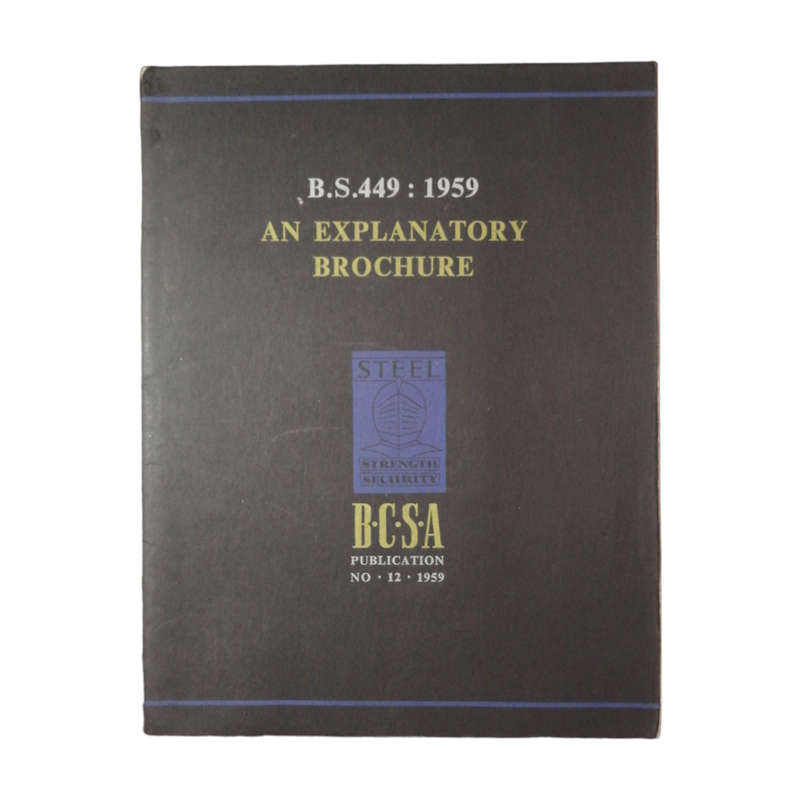 B.S.449 : 1959
AN EXPLANATORY
BROCHURE
STEEL
STRENGTH
SECURITY
B·C·S·A
PUBLICATION
NO · 12 · 1959